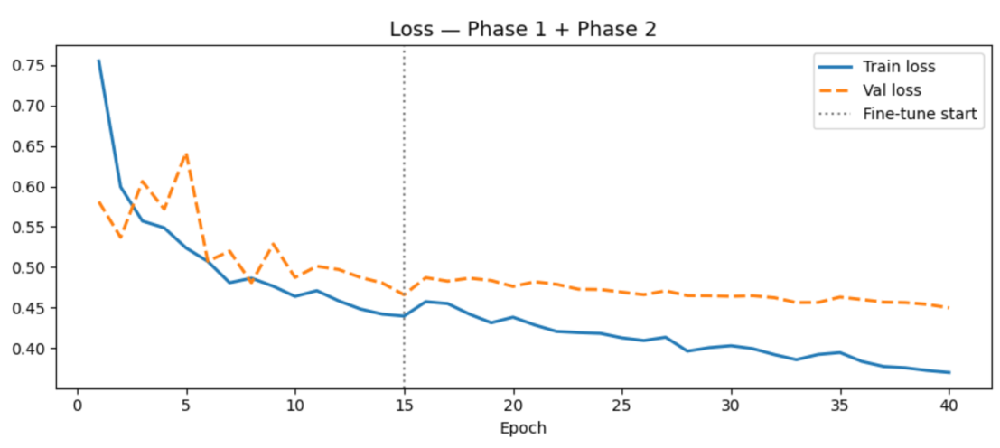 Loss — Phase 1 + Phase 2
Train loss
Val loss
Fine-tune start
0.75
0.70
0.65
0.60
0.55
0.50
0.45
0.40
0 5 10 15 20 25 30 35 40
Epoch